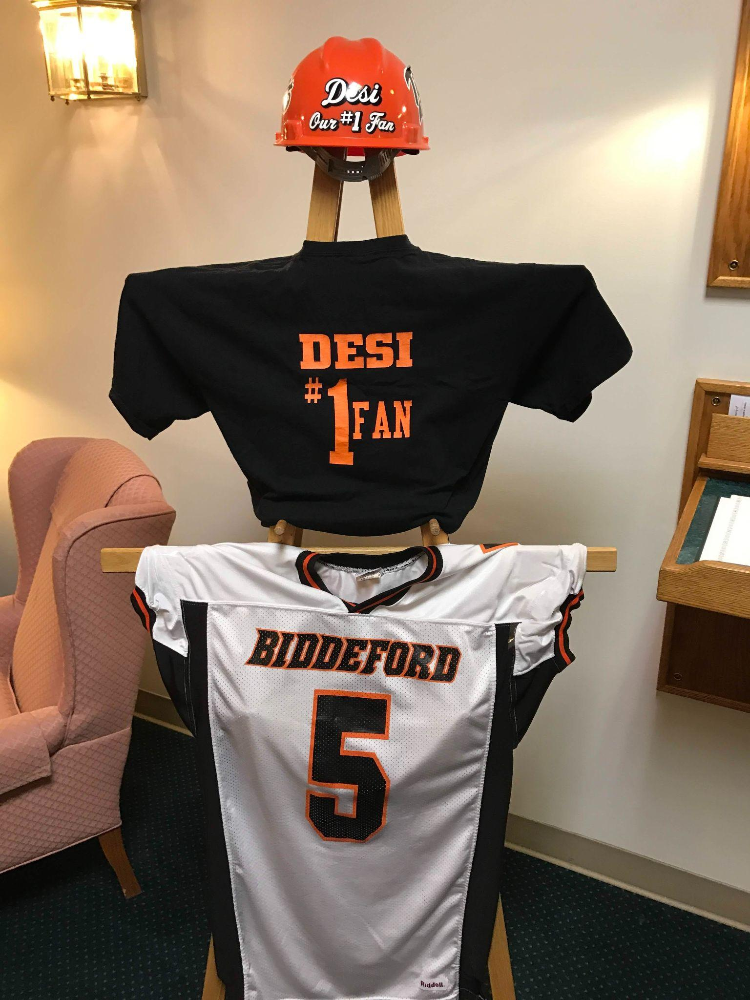 Desi
Our #1 Fan
DESI
#1 FAN
BIDDEFORD
5
Riddell